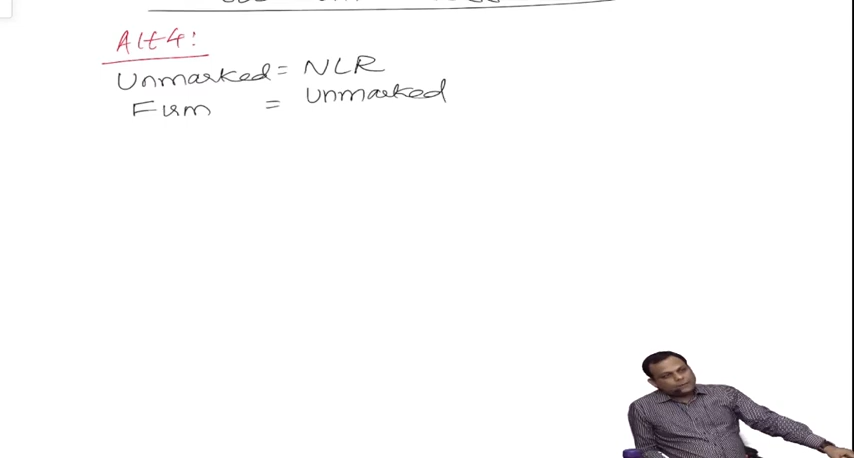 Alt4:
Unmarked = NLR
Firm = Unmarked